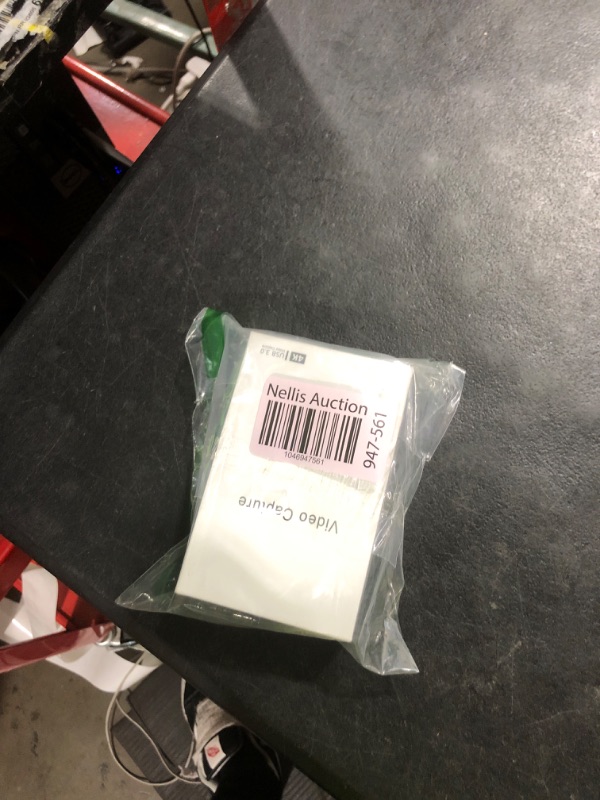 Nellis Auction
1046947561
947-561
4K USB 3.0
Video Capture